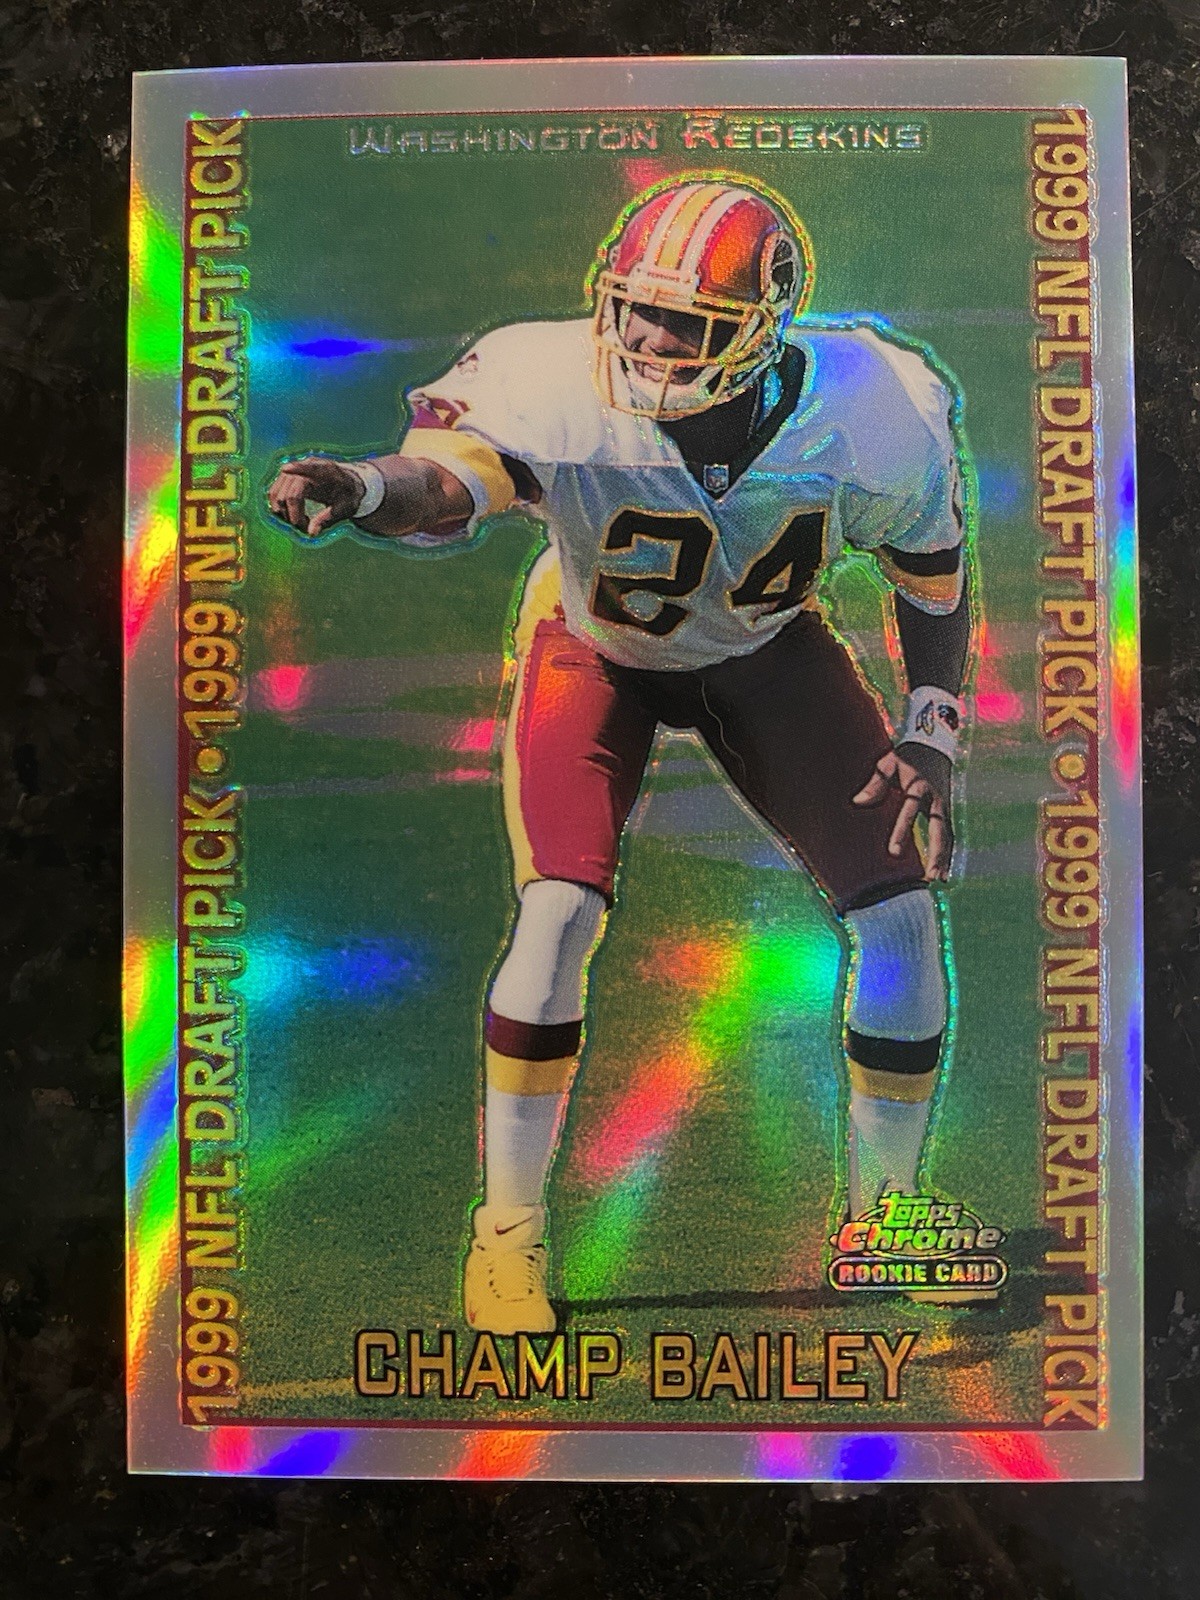 WASHINGTON REDSKINS
1999 NFL DRAFT PICK • 1999 NFL DRAFT PICK
1999 NFL DRAFT PICK • 1999 NFL DRAFT PICK
24
Topps
Chrome
ROOKIE CARD
CHAMP BAILEY